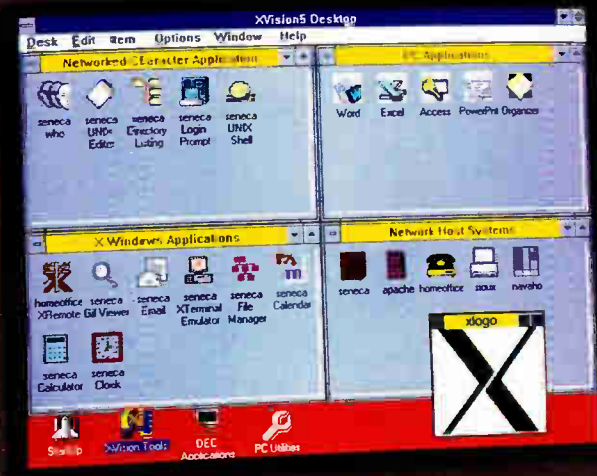 XVision5 Desktop
Desk Edit Item Options Window Help
Networked Character Application
PC Applications
seneca who
seneca UNIX Editor
seneca Directory Listing
seneca Login Prompt
seneca UNIX Shell
Word
Excel
Access
PowerPnt
Organizer
X Windows Applications
Network Host Systems
homeoffice XRemote
seneca Gif Viewer
seneca Email
seneca XTerminal Emulator
seneca File Manager
seneca Calendar
seneca Calculator
seneca Clock
seneca
apache
homeoffice
sioux
navaho
xlogo
StartUp
XVision Tools
DEC Applications
PC Utilities